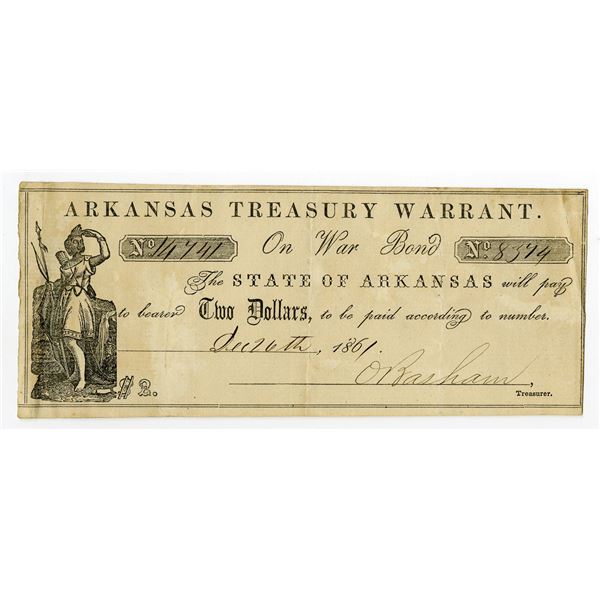 ARKANSAS TREASURY WARRANT.
No. 14741 On War Bond No. 8574
The STATE OF ARKANSAS will pay
to bearer Two Dollars, to be paid according to number.
Dec 26th, 1861.
$2. O Basham,
Treasurer.